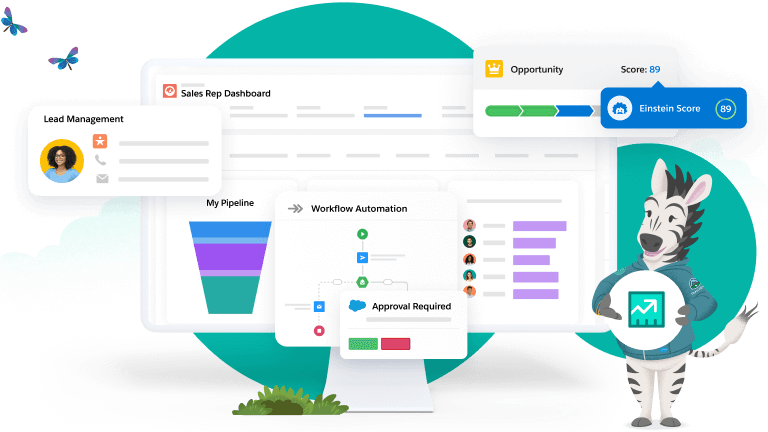 Opportunity
Score: 89
Einstein Score
89
Sales Rep Dashboard
Lead Management
My Pipeline
Workflow Automation
Approval Required